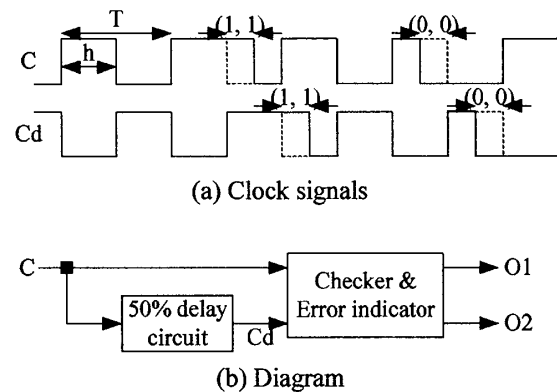 T
(1, 1)
(0, 0)
C
h
(1, 1)
(0, 0)
Cd
(a) Clock signals
C
Checker &
Error indicator
O1
50% delay
circuit
Cd
O2
(b) Diagram